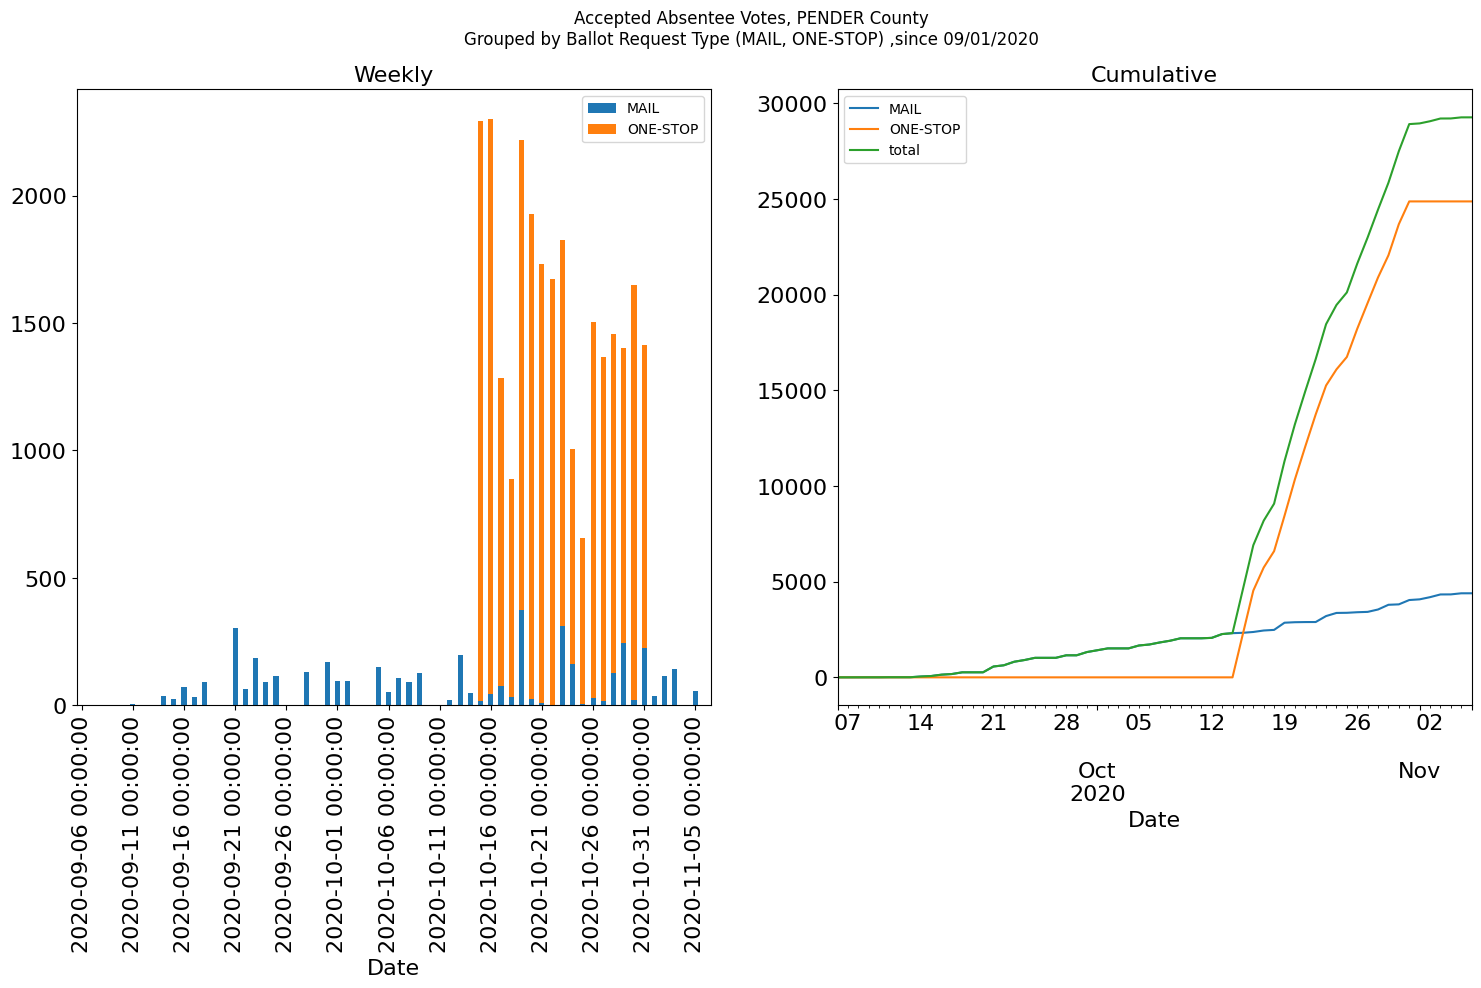 Accepted Absentee Votes, PENDER County
Grouped by Ballot Request Type (MAIL, ONE-STOP) ,since 09/01/2020
Weekly
MAIL
ONE-STOP
2000
1500
1000
500
0
2020-09-06 00:00:00
2020-09-11 00:00:00
2020-09-16 00:00:00
2020-09-21 00:00:00
2020-09-26 00:00:00
2020-10-01 00:00:00
2020-10-06 00:00:00
2020-10-11 00:00:00
2020-10-16 00:00:00
2020-10-21 00:00:00
2020-10-26 00:00:00
2020-10-31 00:00:00
2020-11-05 00:00:00
Date
Cumulative
MAIL
ONE-STOP
total
30000
25000
20000
15000
10000
5000
0
07 14 21 28 05 12 19 26 02
Oct Nov
2020
Date